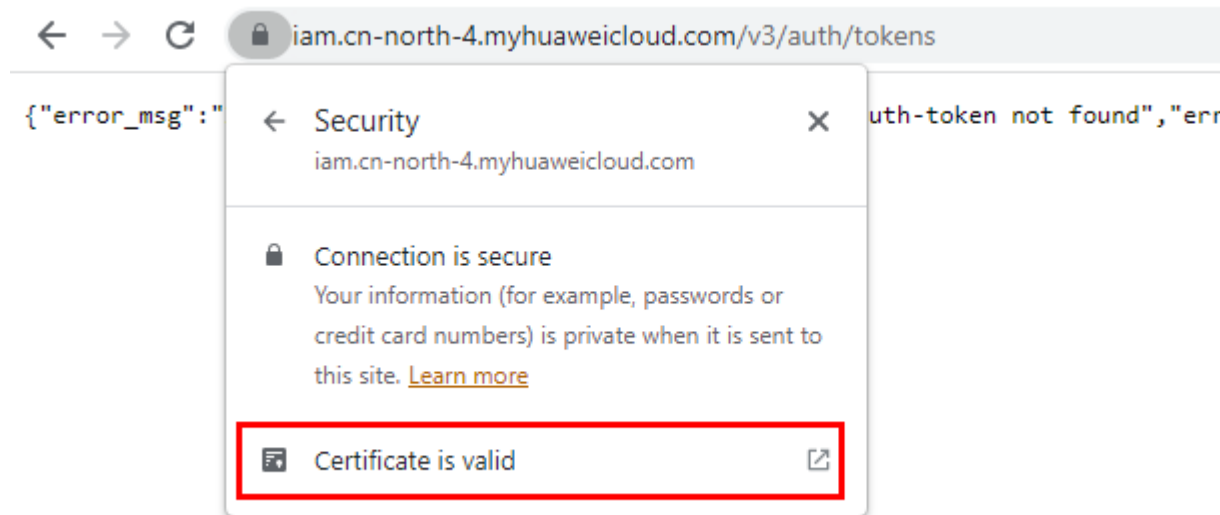 iam.cn-north-4.myhuaweicloud.com/v3/auth/tokens
{"error_msg":" uth-token not found","err
Security
iam.cn-north-4.myhuaweicloud.com
Connection is secure
Your information (for example, passwords or
credit card numbers) is private when it is sent to
this site. Learn more
Certificate is valid